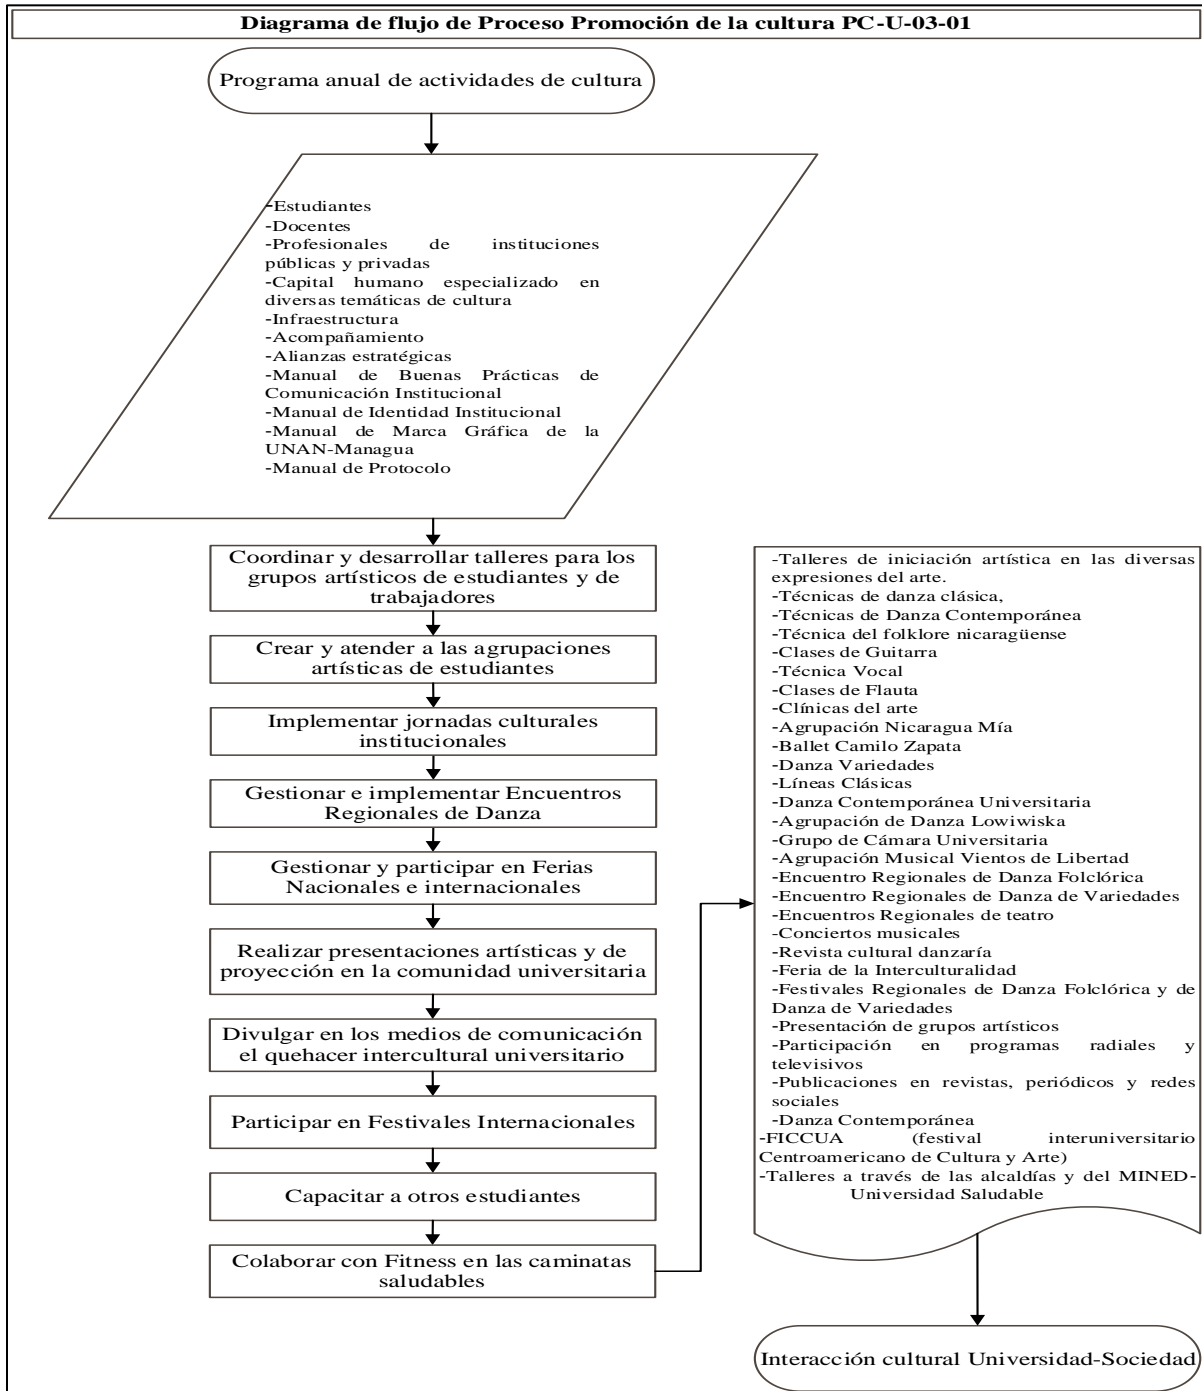 Diagrama de flujo de Proceso Promoción de la cultura PC-U-03-01
Programa anual de actividades de cultura
-Estudiantes
-Docentes
-Profesionales de instituciones
públicas y privadas
-Capital humano especializado en
diversas temáticas de cultura
-Infraestructura
-Acompañamiento
-Alianzas estratégicas
-Manual de Buenas Prácticas de
Comunicación Institucional
-Manual de Identidad Institucional
-Manual de Marca Gráfica de la
UNAN-Managua
-Manual de Protocolo
Coordinar y desarrollar talleres para los
grupos artísticos de estudiantes y de
trabajadores
Crear y atender a las agrupaciones
artísticas de estudiantes
Implementar jornadas culturales
institucionales
Gestionar e implementar Encuentros
Regionales de Danza
Gestionar y participar en Ferias
Nacionales e internacionales
Realizar presentaciones artísticas y de
proyección en la comunidad universitaria
Divulgar en los medios de comunicación
el quehacer intercultural universitario
Participar en Festivales Internacionales
Capacitar a otros estudiantes
Colaborar con Fitness en las caminatas
saludables
-Talleres de iniciación artística en las diversas
expresiones del arte.
-Técnicas de danza clásica,
-Técnicas de Danza Contemporánea
-Técnica del folklore nicaragüense
-Clases de Guitarra
-Técnica Vocal
-Clases de Flauta
-Clínicas del arte
-Agrupación Nicaragua Mía
-Ballet Camilo Zapata
-Danza Variedades
-Líneas Clásicas
-Danza Contemporánea Universitaria
-Agrupación de Danza Lowiwiska
-Grupo de Cámara Universitaria
-Agrupación Musical Vientos de Libertad
-Encuentro Regionales de Danza Folclórica
-Encuentro Regionales de Danza de Variedades
-Encuentros Regionales de teatro
-Conciertos musicales
-Revista cultural danzaría
-Feria de la Interculturalidad
-Festivales Regionales de Danza Folclórica y de
Danza de Variedades
-Presentación de grupos artísticos
-Participación en programas radiales y
televisivos
-Publicaciones en revistas, periódicos y redes
sociales
-Danza Contemporánea
-FICCUA (festival interuniversitario
Centroamericano de Cultura y Arte)
-Talleres a través de las alcaldías y del MINED-
Universidad Saludable
Interacción cultural Universidad-Sociedad